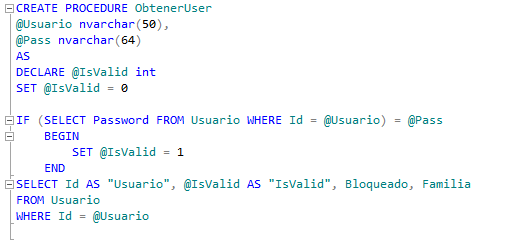 CREATE PROCEDURE ObtenerUser
@Usuario nvarchar(50),
@Pass nvarchar(64)
AS
DECLARE @IsValid int
SET @IsValid = 0
IF (SELECT Password FROM Usuario WHERE Id = @Usuario) = @Pass
BEGIN
SET @IsValid = 1
END
SELECT Id AS "Usuario", @IsValid AS "IsValid", Bloqueado, Familia
FROM Usuario
WHERE Id = @Usuario